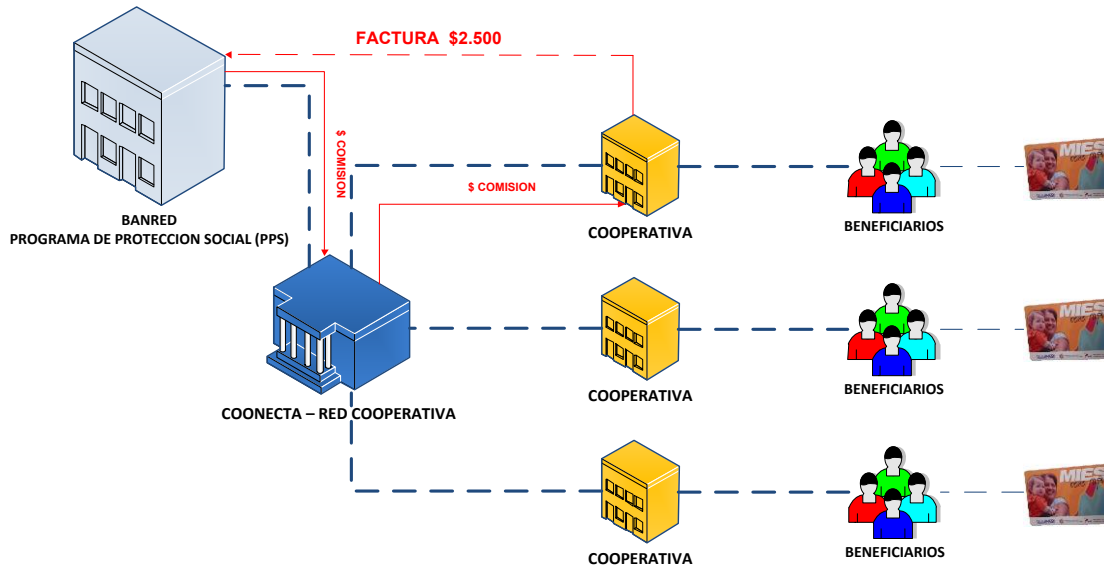 FACTURA $2.500
$ COMISION
$ COMISION
BANRED
PROGRAMA DE PROTECCION SOCIAL (PPS)
COOPERATIVA
BENEFICIARIOS
MIES
COONECTA – RED COOPERATIVA
COOPERATIVA
BENEFICIARIOS
MIES
COOPERATIVA
BENEFICIARIOS
MIES